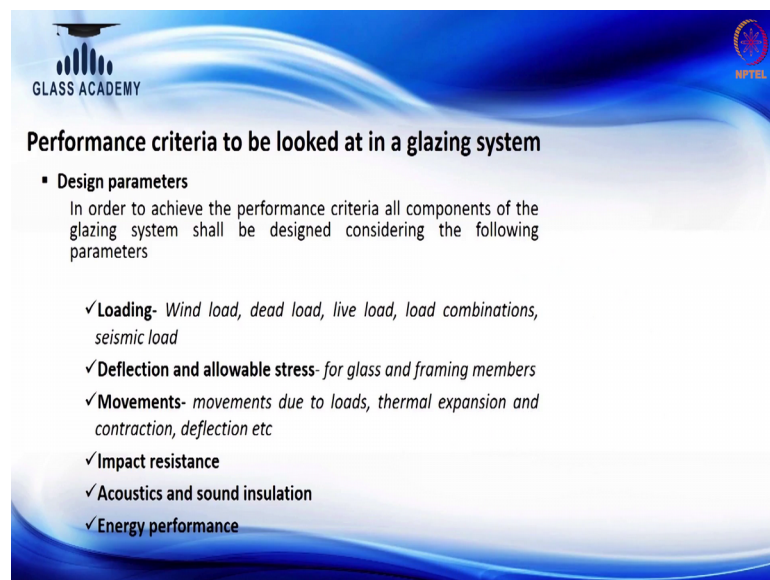 GLASS ACADEMY
NPTEL
Performance criteria to be looked at in a glazing system
▪ Design parameters
In order to achieve the performance criteria all components of the
glazing system shall be designed considering the following
parameters
✓Loading- Wind load, dead load, live load, load combinations,
seismic load
✓Deflection and allowable stress- for glass and framing members
✓Movements- movements due to loads, thermal expansion and
contraction, deflection etc
✓Impact resistance
✓Acoustics and sound insulation
✓Energy performance